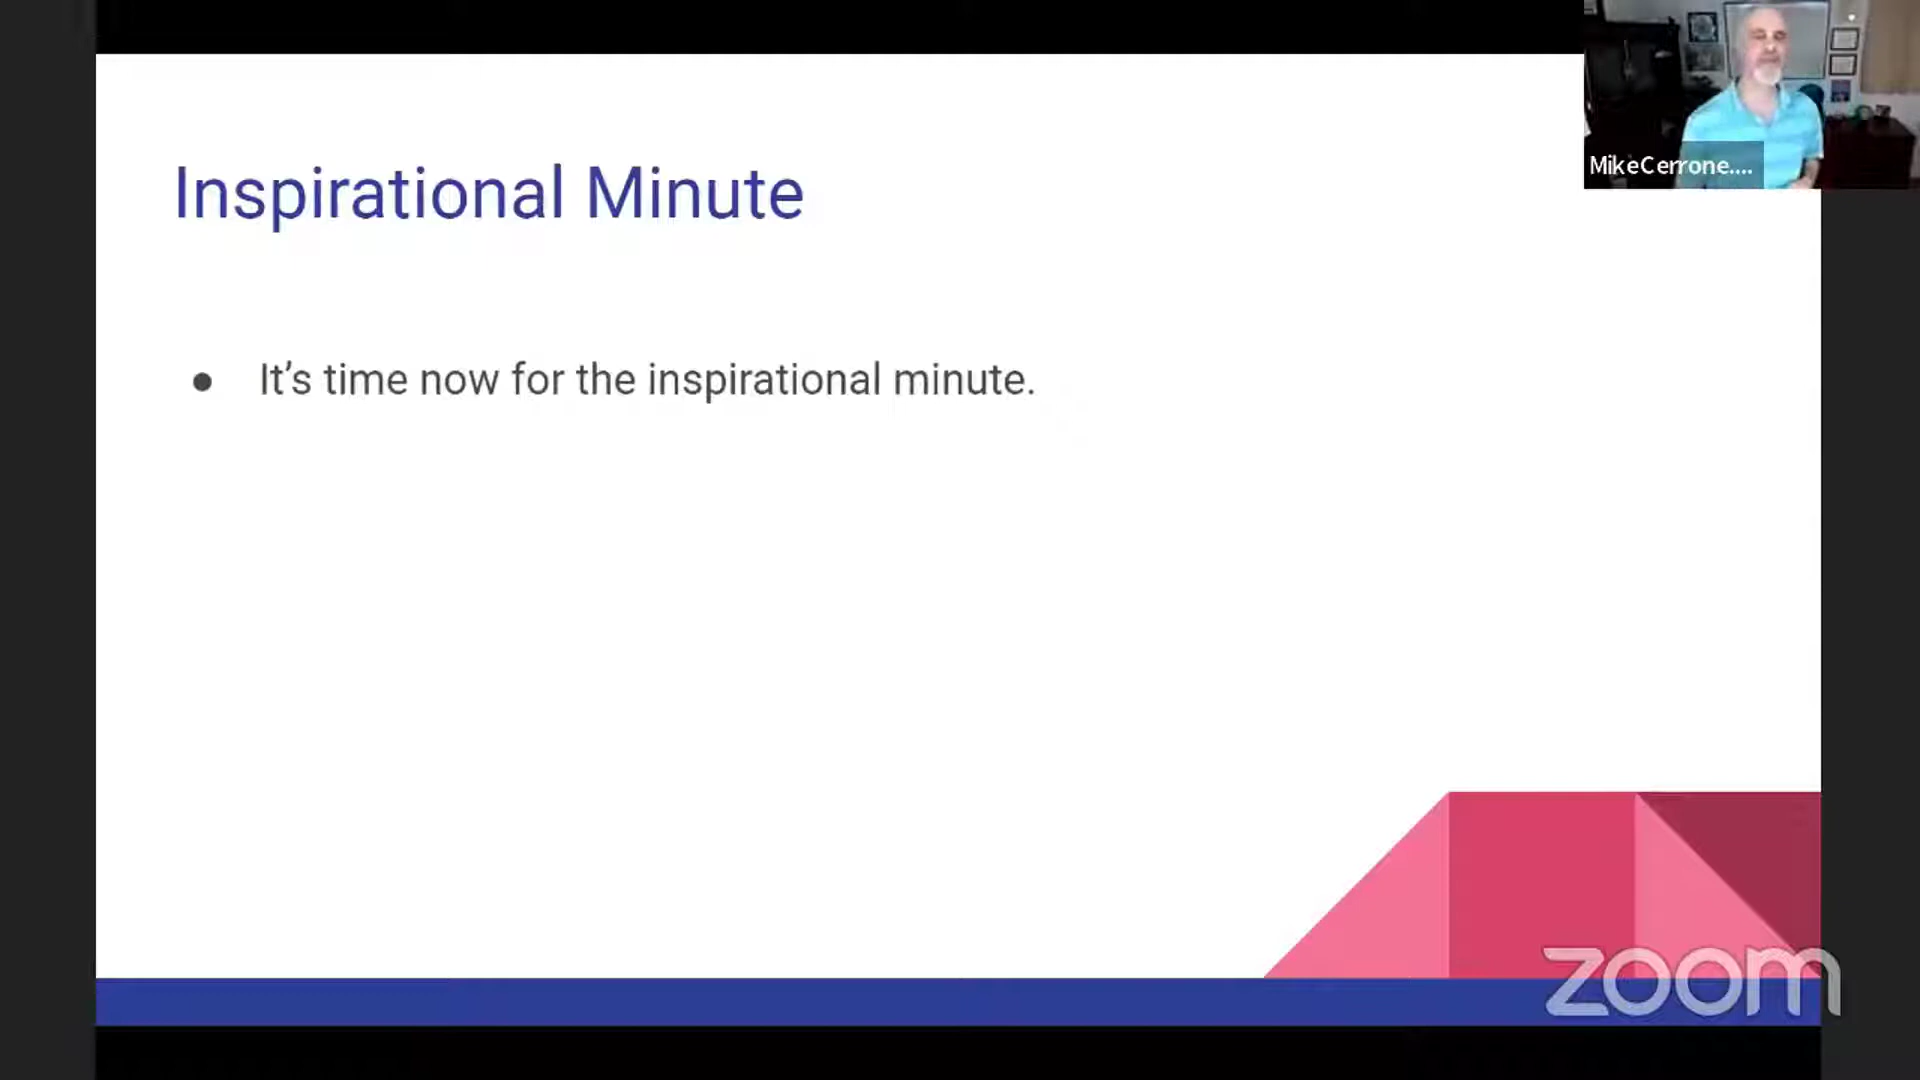 MikeCerrone....
Inspirational Minute
● It’s time now for the inspirational minute.
zoom